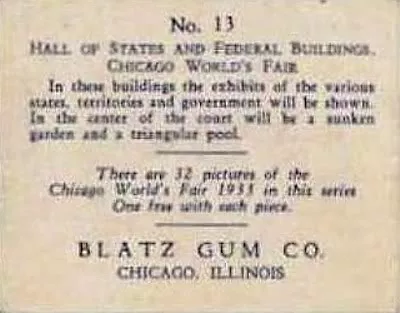 No. 13
HALL OF STATES AND FEDERAL BUILDINGS.
CHICAGO WORLD'S FAIR
In these buildings the exhibits of the various
states, territories and government will be shown.
In the center of the court will be a sunken
garden and a triangular pool.
There are 32 pictures of the
Chicago World's Fair 1933 in this series
One free with each piece.
BLATZ GUM CO.
CHICAGO, ILLINOIS